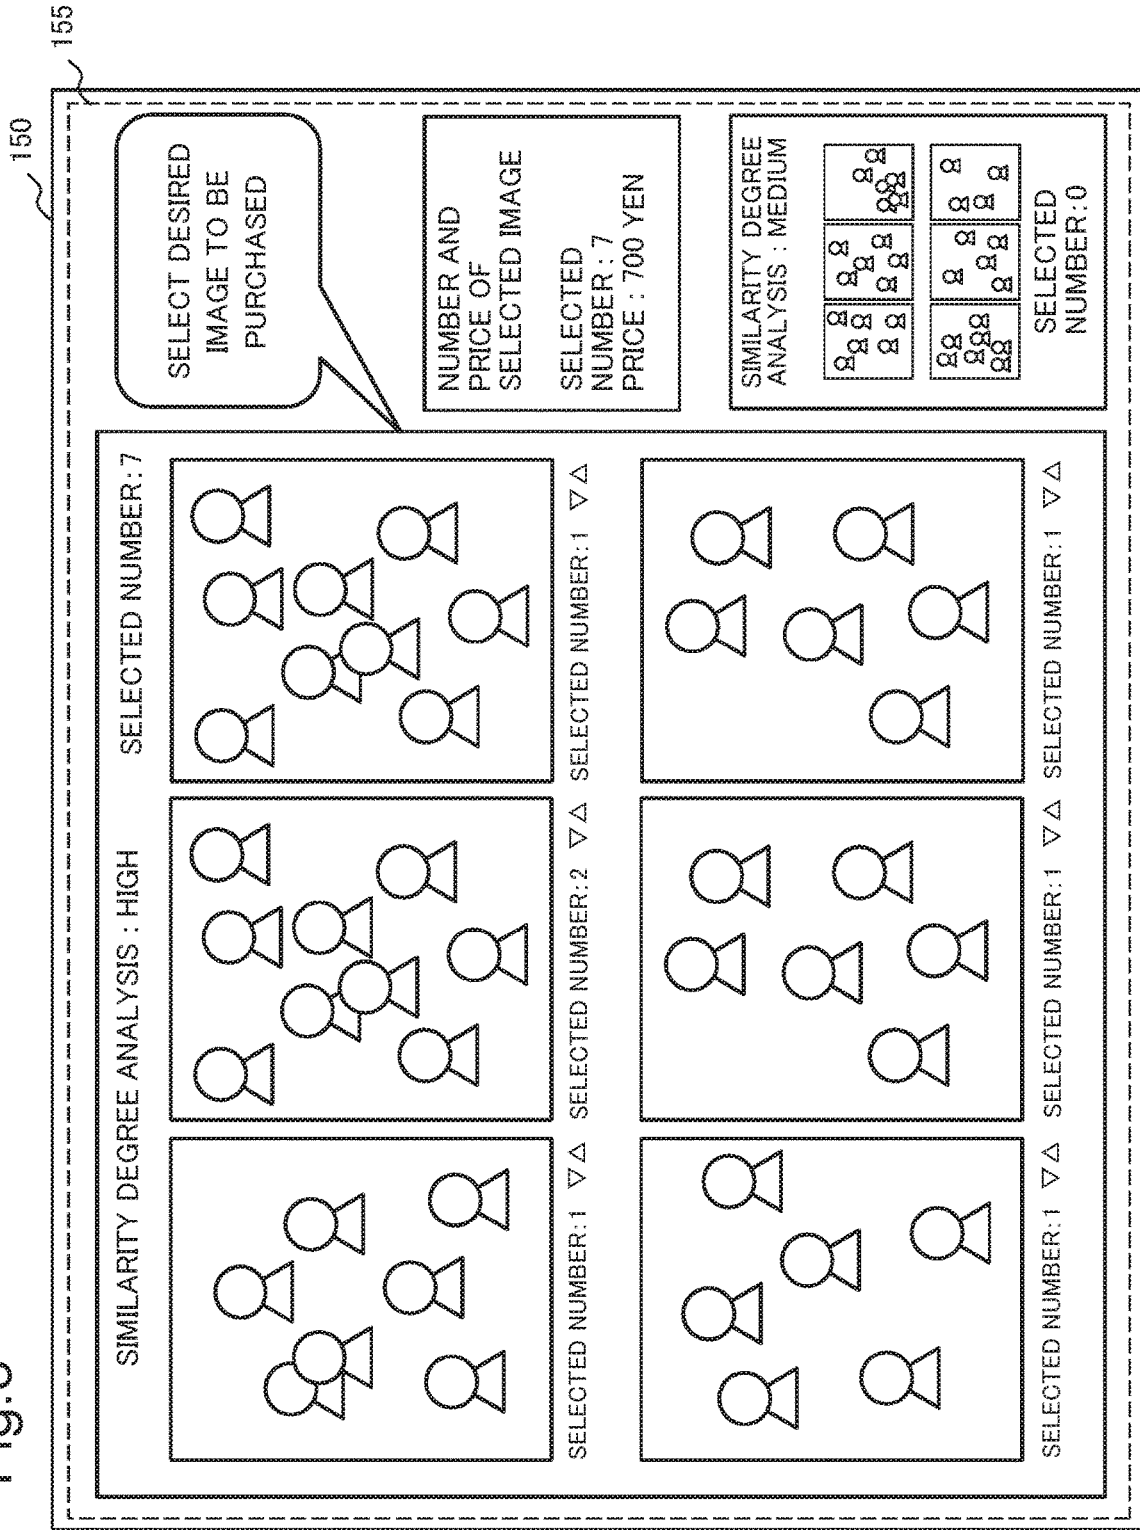 150
155
SIMILARITY DEGREE ANALYSIS : HIGH
SELECTED NUMBER:7
SELECTED NUMBER:1 ▽△
SELECTED NUMBER:2 ▽△
SELECTED NUMBER:1 ▽△
SELECTED NUMBER:1 ▽△
SELECTED NUMBER:1 ▽△
SELECTED NUMBER:1 ▽△
SELECT DESIRED
IMAGE TO BE
PURCHASED
NUMBER AND
PRICE OF
SELECTED IMAGE
SELECTED
NUMBER : 7
PRICE : 700 YEN
SIMILARITY DEGREE
ANALYSIS : MEDIUM
SELECTED
NUMBER:0